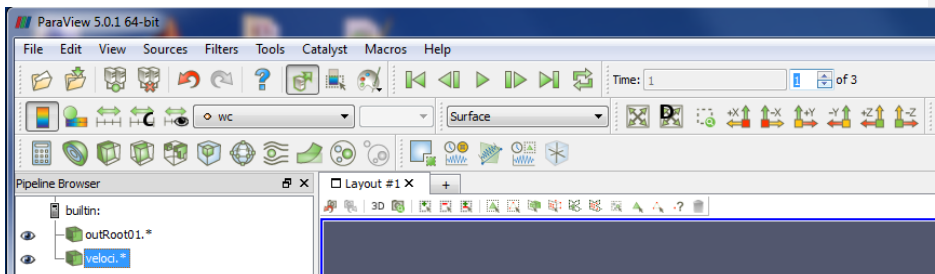 ParaView 5.0.1 64-bit
File Edit View Sources Filters Tools Catalyst Macros Help
Time: 1 1 of 3
wc Surface D +X -X +Y -Y +Z -Z
Pipeline Browser Layout #1 X +
builtin: 3D
outRoot01.*
veloci.*